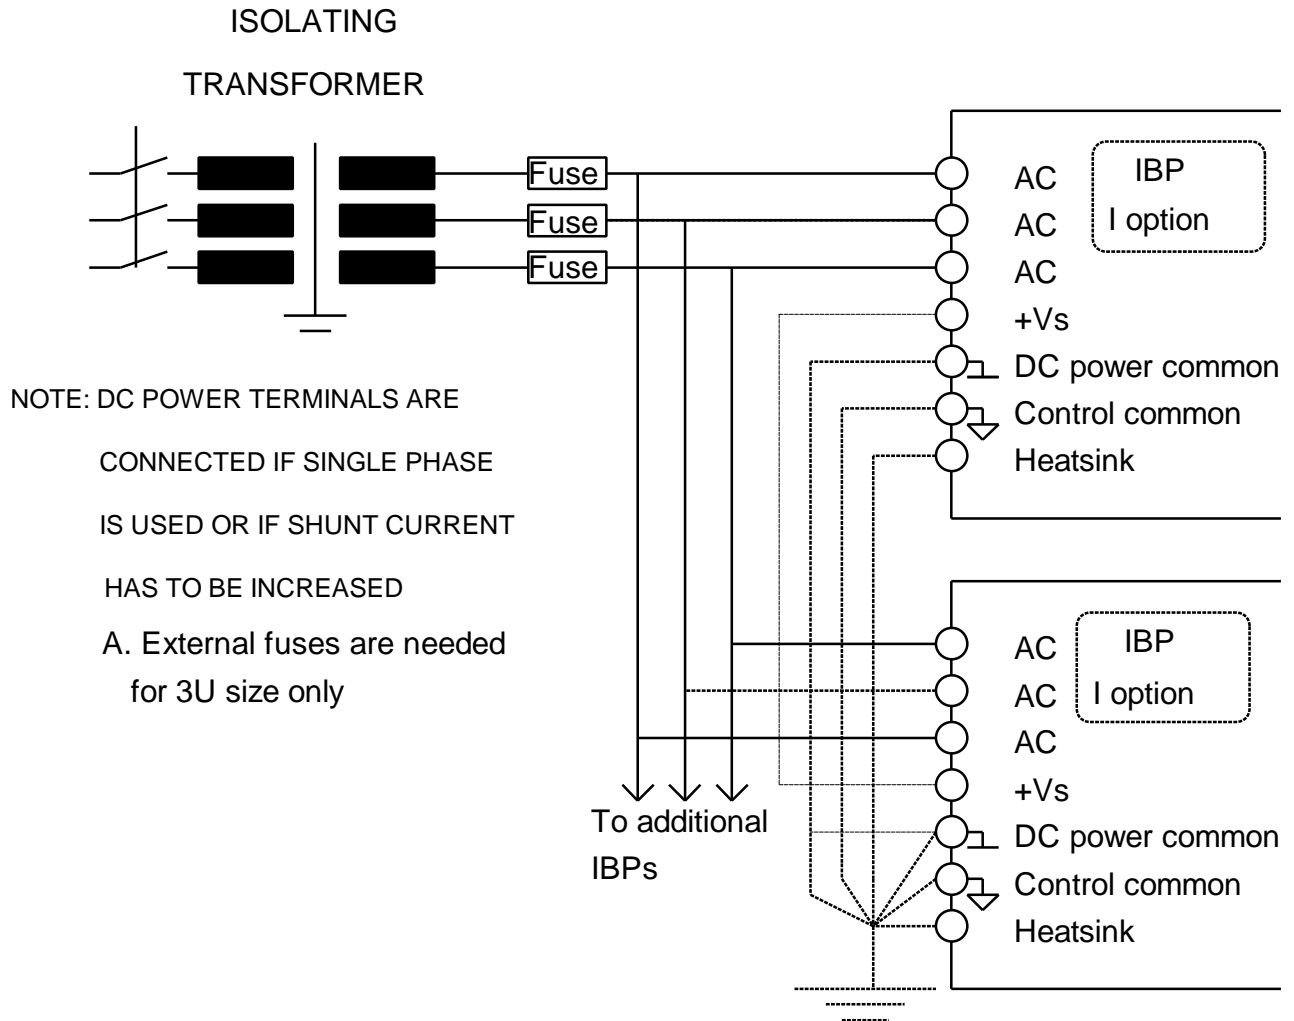 ISOLATING
TRANSFORMER
Fuse
Fuse
Fuse
AC
AC
AC
+Vs
DC power common
Control common
Heatsink
IBP
I option
NOTE: DC POWER TERMINALS ARE
CONNECTED IF SINGLE PHASE
IS USED OR IF SHUNT CURRENT
HAS TO BE INCREASED
A. External fuses are needed
for 3U size only
To additional
IBPs
AC
AC
AC
+Vs
DC power common
Control common
Heatsink
IBP
I option